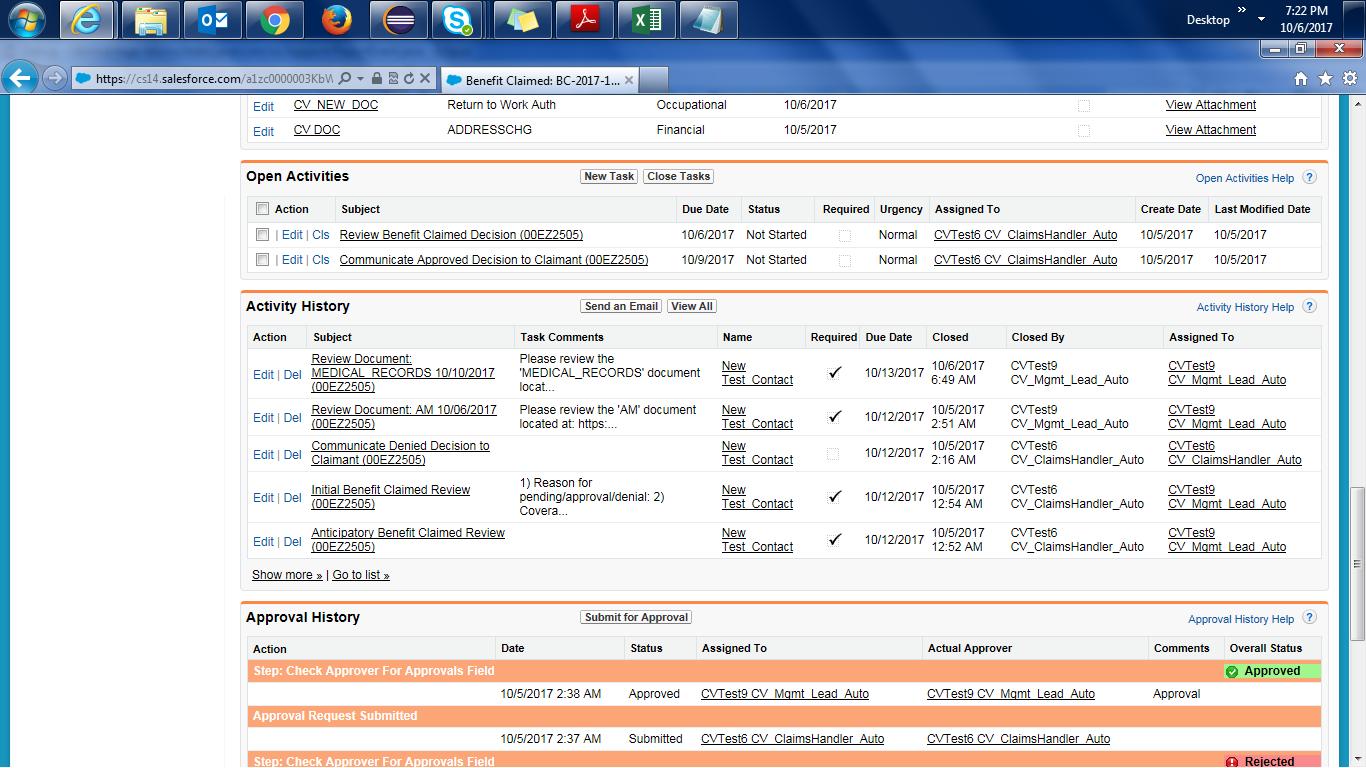 Desktop » 7:22 PM
10/6/2017
https://cs14.salesforce.com/a1zc0000003Kb
Benefit Claimed: BC-2017-1...
Edit CV_NEW_DOC Return to Work Auth Occupational 10/6/2017 View Attachment
Edit CV DOC ADDRESSCHG Financial 10/5/2017 View Attachment
Open Activities New Task Close Tasks Open Activities Help ?
Action Subject Due Date Status Required Urgency Assigned To Create Date Last Modified Date
| Edit | Cls Review Benefit Claimed Decision (00EZ2505) 10/6/2017 Not Started Normal CVTest6 CV_ClaimsHandler_Auto 10/5/2017 10/5/2017
| Edit | Cls Communicate Approved Decision to Claimant (00EZ2505) 10/9/2017 Not Started Normal CVTest6 CV_ClaimsHandler_Auto 10/5/2017 10/5/2017
Activity History Send an Email View All Activity History Help ?
Action Subject Task Comments Name Required Due Date Closed Closed By Assigned To
Edit | Del Review Document: MEDICAL_RECORDS 10/10/2017 (00EZ2505) Please review the 'MEDICAL_RECORDS' document locat... New Test_Contact ✓ 10/13/2017 10/6/2017 6:49 AM CVTest9 CV_Mgmt_Lead_Auto CVTest9 CV_Mgmt_Lead_Auto
Edit | Del Review Document: AM 10/06/2017 (00EZ2505) Please review the 'AM' document located at: https:... New Test_Contact ✓ 10/12/2017 10/5/2017 2:51 AM CVTest9 CV_Mgmt_Lead_Auto CVTest9 CV_Mgmt_Lead_Auto
Edit | Del Communicate Denied Decision to Claimant (00EZ2505) New Test_Contact 10/12/2017 10/5/2017 2:16 AM CVTest6 CV_ClaimsHandler_Auto CVTest6 CV_ClaimsHandler_Auto
Edit | Del Initial Benefit Claimed Review (00EZ2505) 1) Reason for pending/approval/denial: 2) Covera... New Test_Contact ✓ 10/12/2017 10/5/2017 12:54 AM CVTest6 CV_ClaimsHandler_Auto CVTest9 CV_Mgmt_Lead_Auto
Edit | Del Anticipatory Benefit Claimed Review (00EZ2505) New Test_Contact ✓ 10/12/2017 10/5/2017 12:52 AM CVTest6 CV_ClaimsHandler_Auto CVTest9 CV_Mgmt_Lead_Auto
Show more » | Go to list »
Approval History Submit for Approval Approval History Help ?
Action Date Status Assigned To Actual Approver Comments Overall Status
Step: Check Approver For Approvals Field Approved
10/5/2017 2:38 AM Approved CVTest9 CV_Mgmt_Lead_Auto CVTest9 CV_Mgmt_Lead_Auto Approval
Approval Request Submitted
10/5/2017 2:37 AM Submitted CVTest6 CV_ClaimsHandler_Auto CVTest6 CV_ClaimsHandler_Auto
Step: Check Approver For Approvals Field Rejected